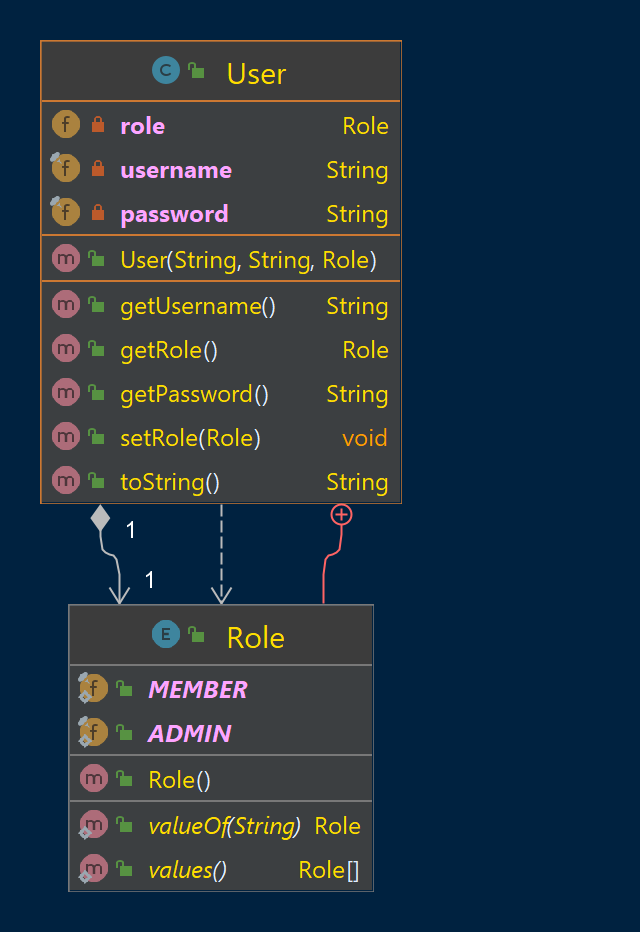 C User
f role Role
f username String
f password String
m User(String, String, Role)
m getUsername() String
m getRole() Role
m getPassword() String
m setRole(Role) void
m toString() String
1
1
E Role
f MEMBER
f ADMIN
m Role()
m valueOf(String) Role
m values() Role[]